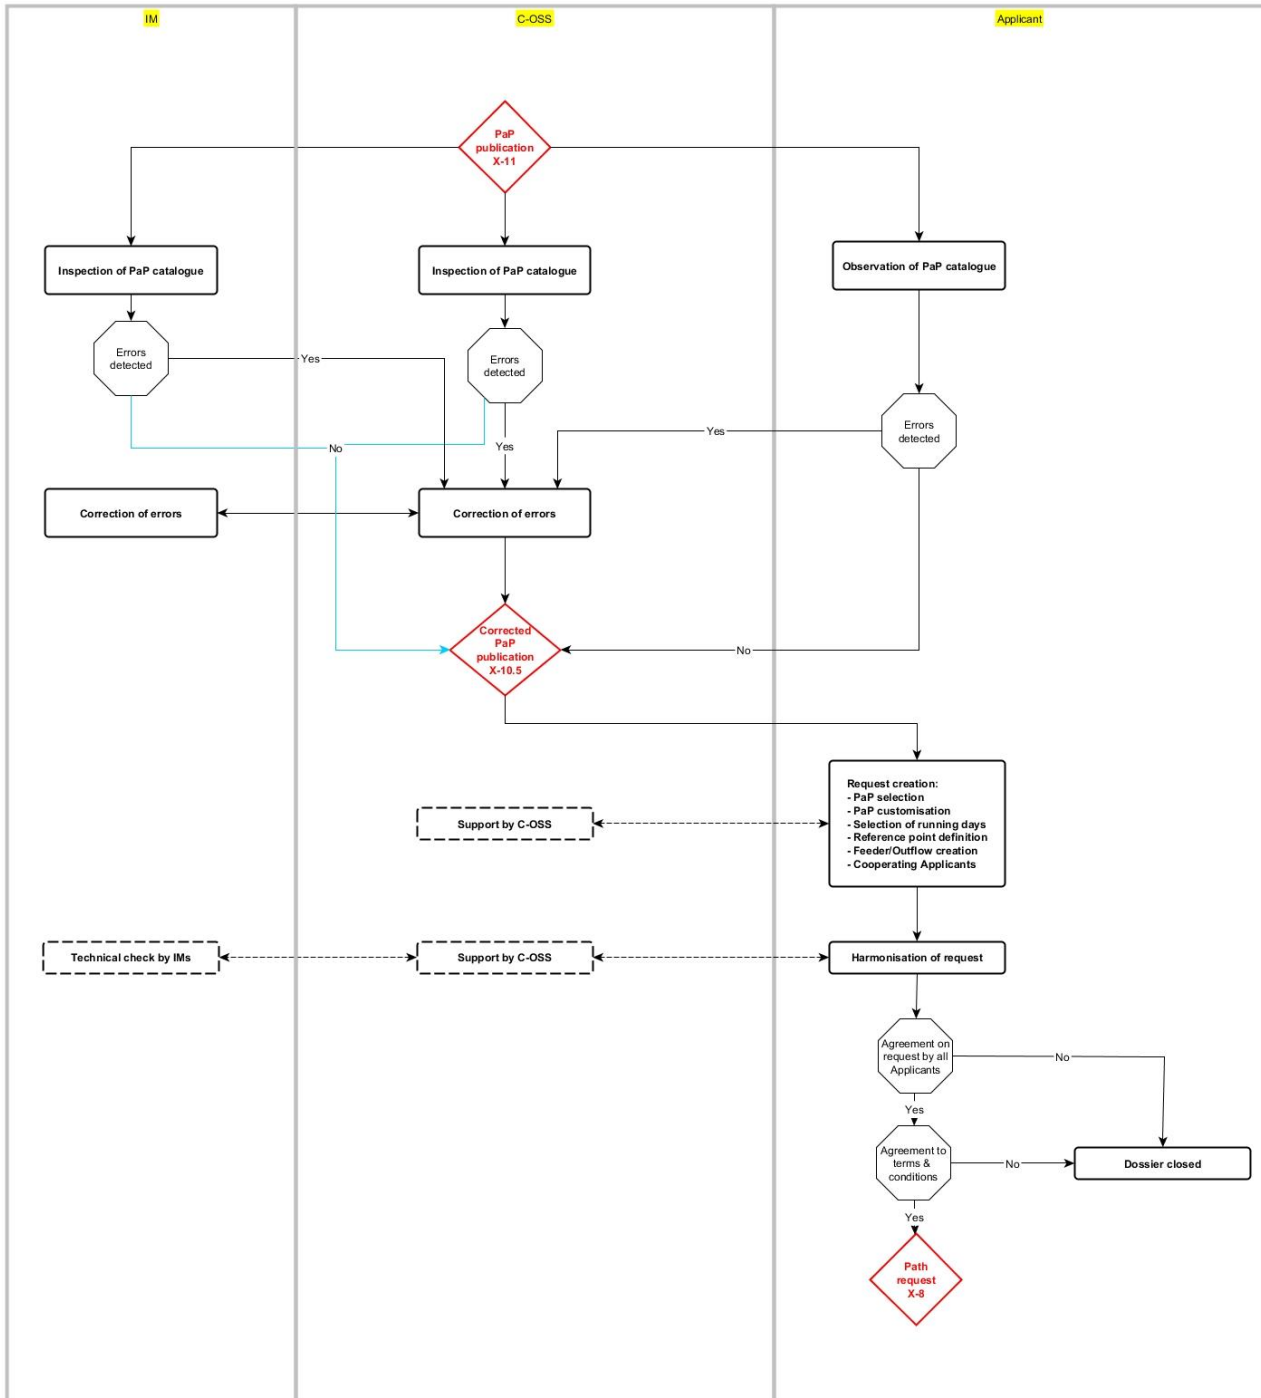 IM
C-OSS
Applicant
PaP
publication
X-11
Inspection of PaP catalogue
Inspection of PaP catalogue
Observation of PaP catalogue
Errors
detected
Yes
Errors
detected
Errors
detected
Yes
No
Yes
Correction of errors
Correction of errors
Corrected
PaP
publication
X-10.5
No
Request creation:
- PaP selection
- PaP customisation
- Selection of running days
- Reference point definition
- Feeder/Outflow creation
- Cooperating Applicants
Support by C-OSS
Technical check by IMs
Support by C-OSS
Harmonisation of request
Agreement on
request by all
Applicants
No
Yes
Agreement to
terms &
conditions
No
Dossier closed
Yes
Path
request
X-8